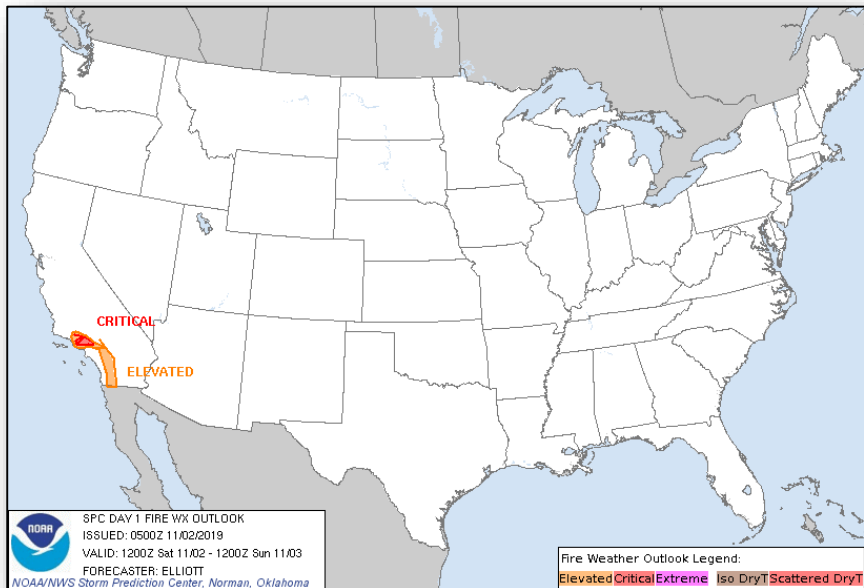 CRITICAL
ELEVATED
NOAA
SPC DAY 1 FIRE WX OUTLOOK
ISSUED: 0500Z 11/02/2019
VALID: 1200Z Sat 11/02 - 1200Z Sun 11/03
FORECASTER: ELLIOTT
NOAA/NWS Storm Prediction Center, Norman, Oklahoma
Fire Weather Outlook Legend:
Elevated Critical Extreme Iso DryT Scattered DryT